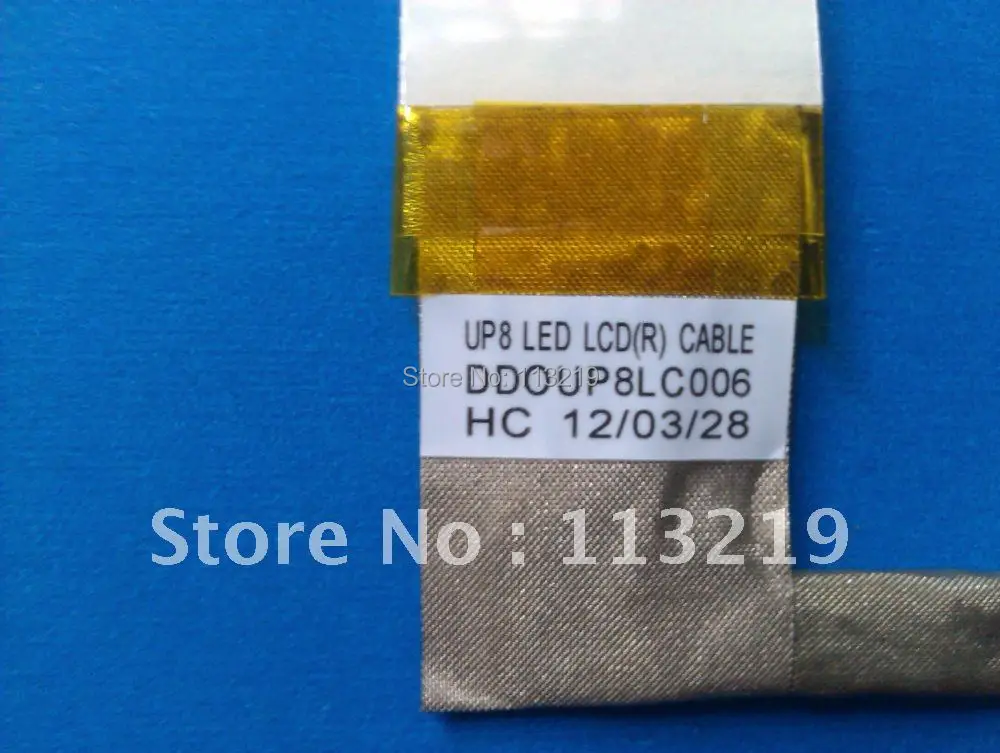 UP8 LED LCD(R) CABLE
Store No: 113219
DDOUP8LC006
HC 12/03/28
Store No : 113219